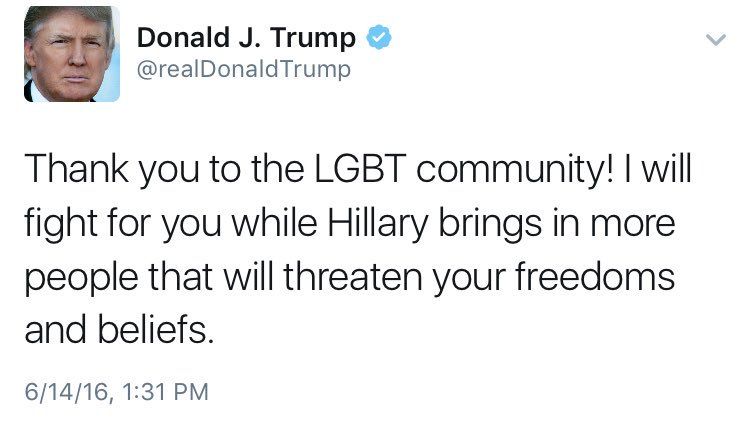 Donald J. Trump
@realDonaldTrump
Thank you to the LGBT community! I will
fight for you while Hillary brings in more
people that will threaten your freedoms
and beliefs.
6/14/16, 1:31 PM